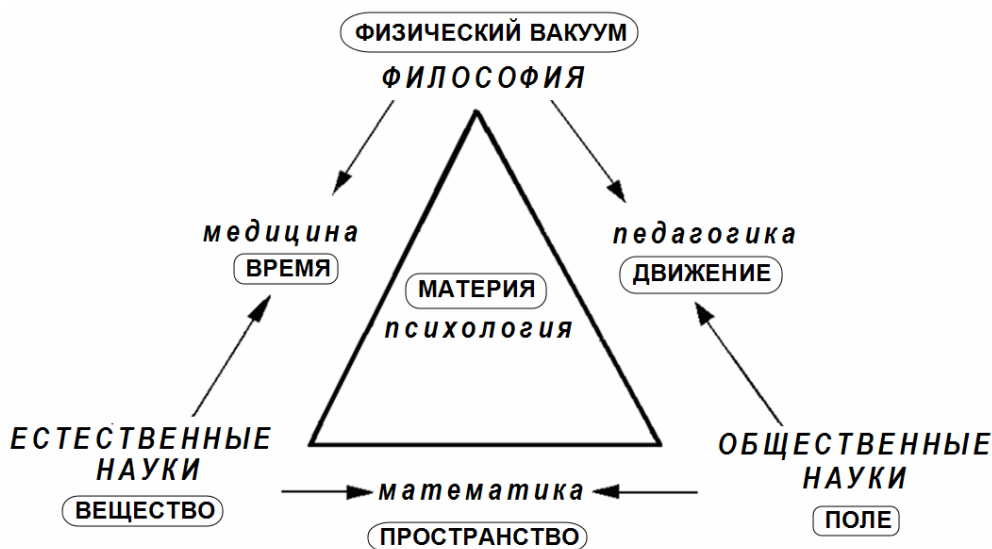 ФИЗИЧЕСКИЙ ВАКУУМ
ФИЛОСОФИЯ
медицина
ВРЕМЯ
педагогика
ДВИЖЕНИЕ
МАТЕРИЯ
психология
ЕСТЕСТВЕННЫЕ
НАУКИ
ВЕЩЕСТВО
математика
ПРОСТРАНСТВО
ОБЩЕСТВЕННЫЕ
НАУКИ
ПОЛЕ